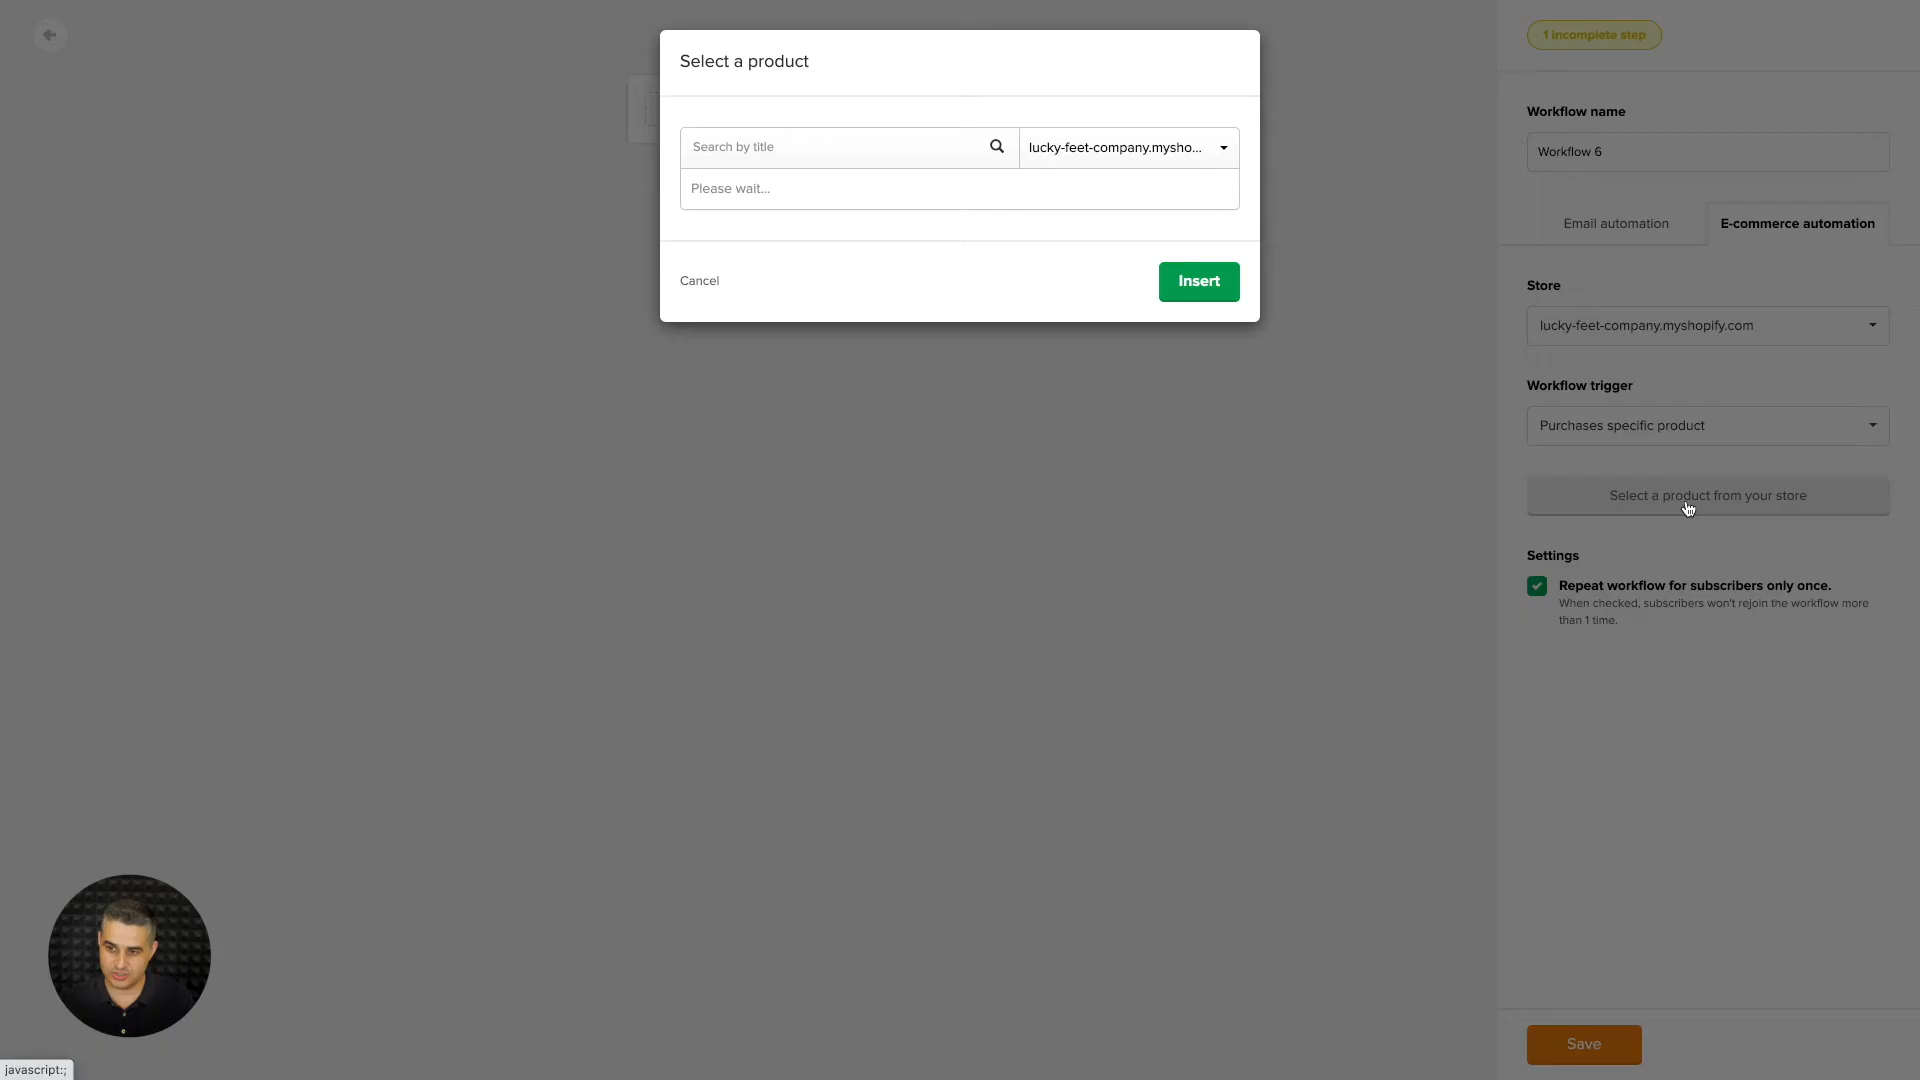 Select a product
Search by title
lucky-feet-company.mysho...
Please wait...
Cancel
Insert
1 incomplete step
Workflow name
Workflow 6
Email automation
E-commerce automation
Store
lucky-feet-company.myshopify.com
Workflow trigger
Purchases specific product
Select a product from your store
Settings
Repeat workflow for subscribers only once.
When checked, subscribers won't rejoin the workflow more
than 1 time.
Save
javascript:;